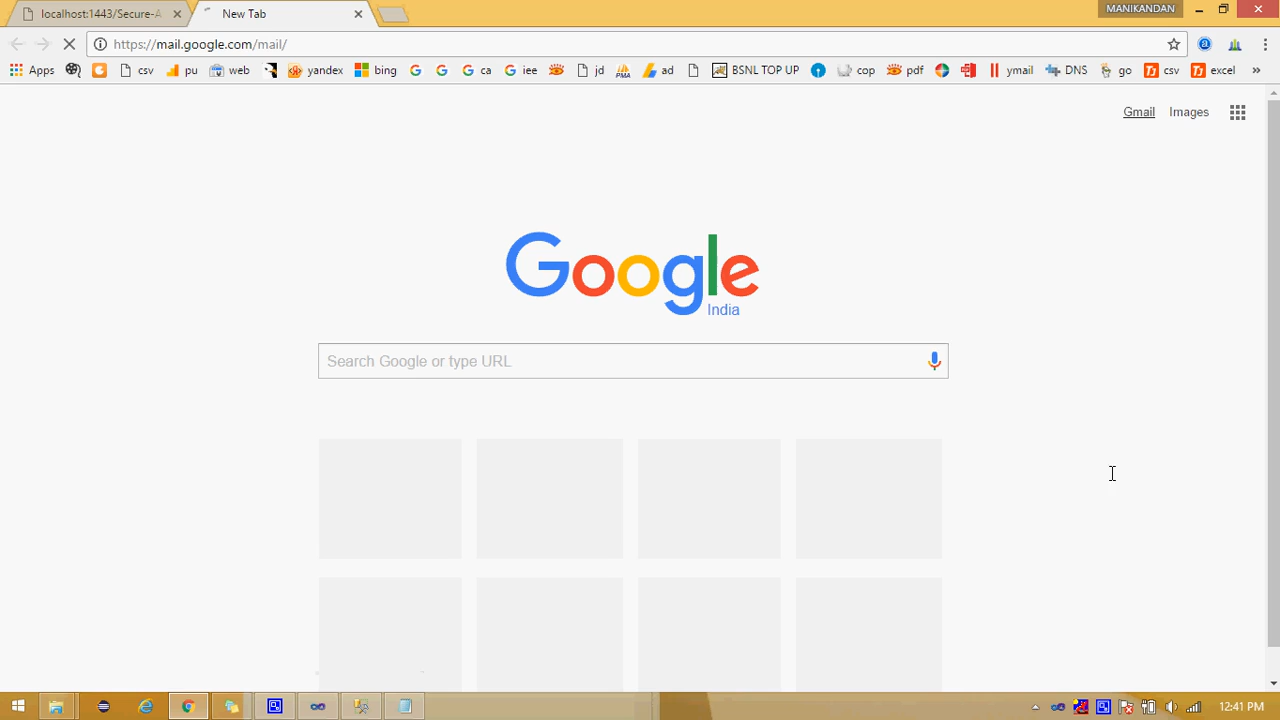 localhost:1443/Secure-A
New Tab
MANIKANDAN
https://mail.google.com/mail/
Apps csv pu web yandex bing ca iee jd PMA ad BSNL TOP UP cop pdf ymail DNS go csv excel »
Gmail Images
Google
India
Search Google or type URL
12:41 PM